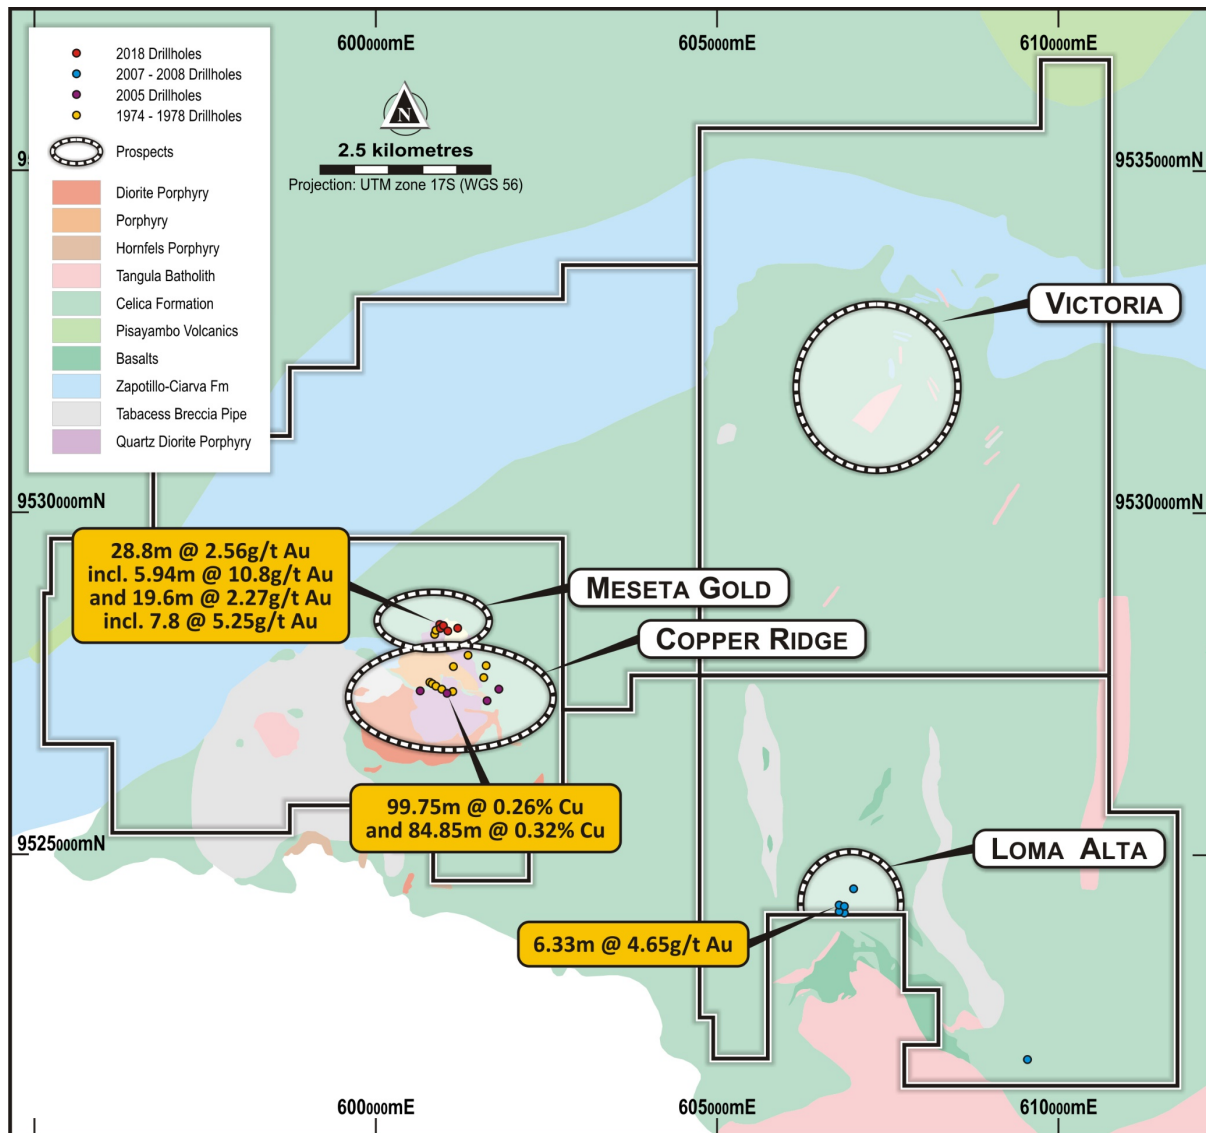 600000mE
605000mE
610000mE
2018 Drillholes
2007 - 2008 Drillholes
2005 Drillholes
1974 - 1978 Drillholes
Prospects
Diorite Porphyry
Porphyry
Hornfels Porphyry
Tangula Batholith
Celica Formation
Pisayambo Volcanics
Basalts
Zapotillo-Ciarva Fm
Tabacess Breccia Pipe
Quartz Diorite Porphyry
N
2.5 kilometres
Projection: UTM zone 17S (WGS 56)
9535000mN
VICTORIA
9530000mN
9530000mN
28.8m @ 2.56g/t Au
incl. 5.94m @ 10.8g/t Au
and 19.6m @ 2.27g/t Au
incl. 7.8 @ 5.25g/t Au
MESETA GOLD
COPPER RIDGE
99.75m @ 0.26% Cu
and 84.85m @ 0.32% Cu
9525000mN
LOMA ALTA
6.33m @ 4.65g/t Au
600000mE
605000mE
610000mE